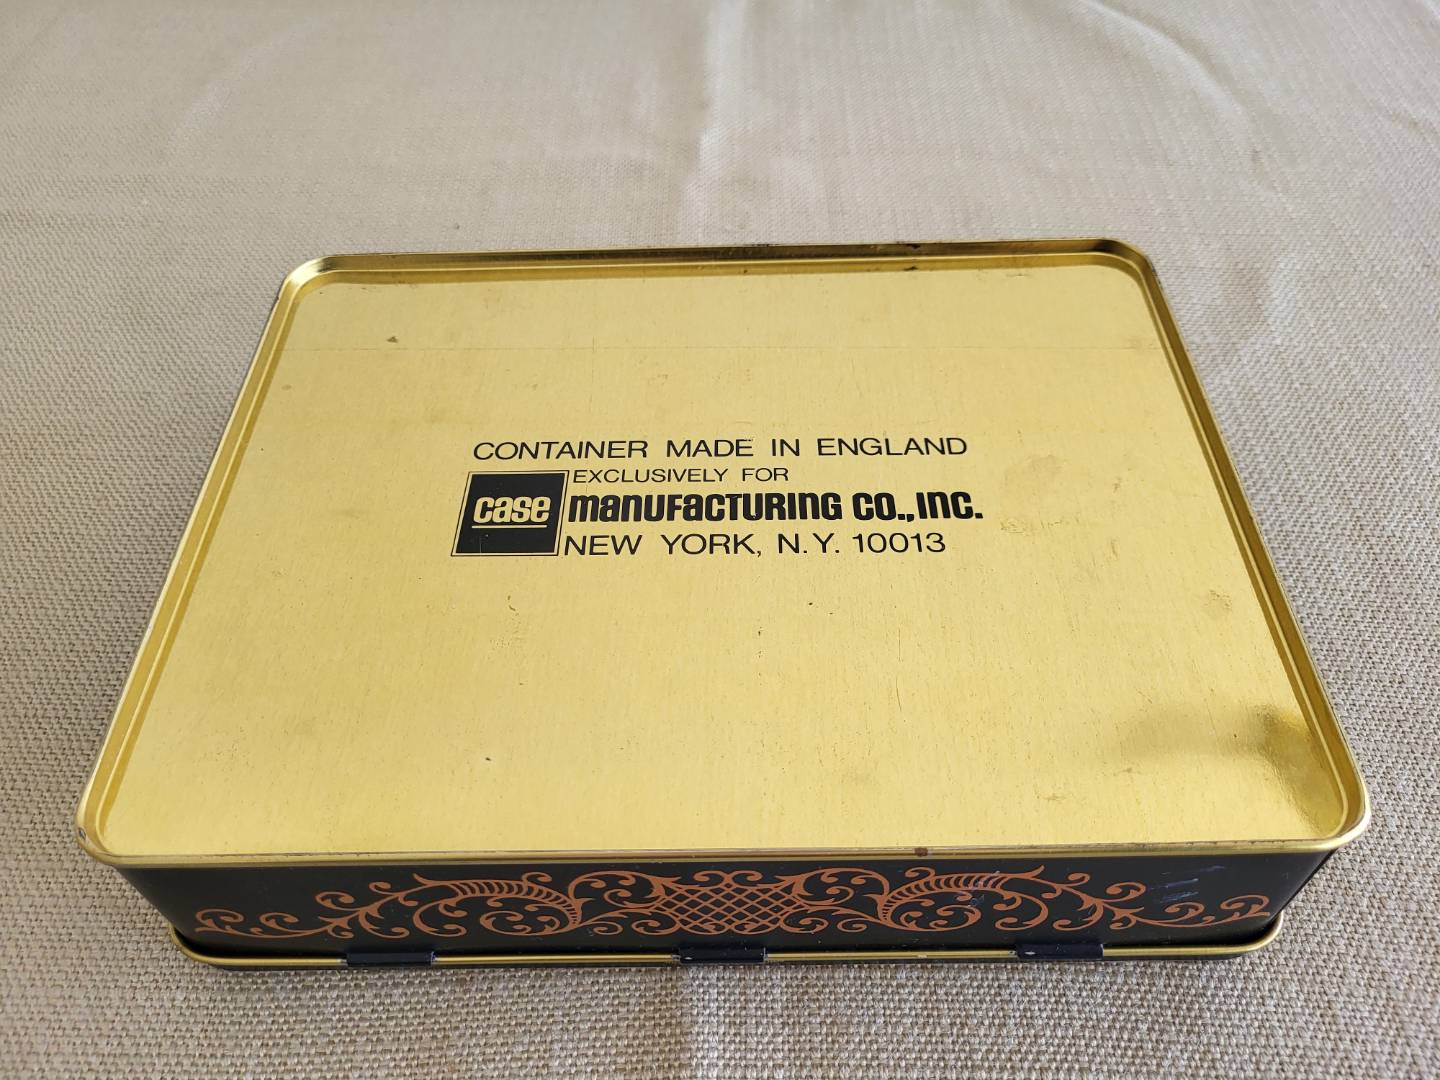 CONTAINER MADE IN ENGLAND
EXCLUSIVELY FOR
case manufacturing co., inc.
NEW YORK, N.Y. 10013